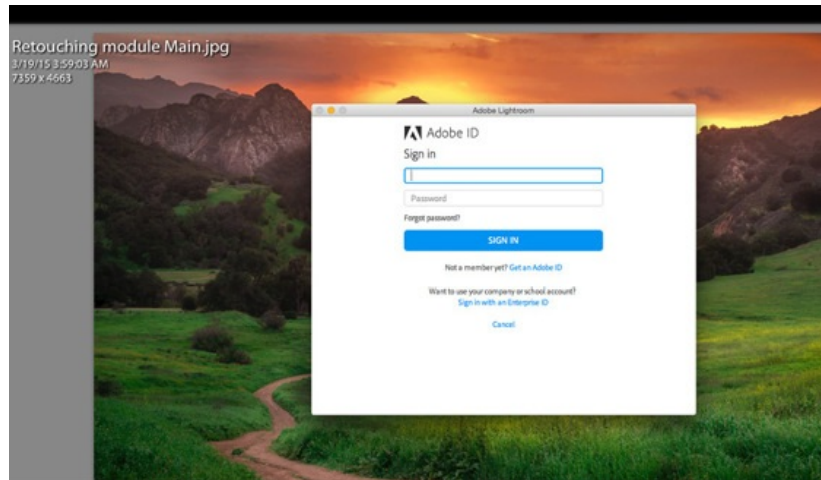 Retouching module Main.jpg
3/19/15 3:59:03 AM
7359 x 4663
Adobe Lightroom
Adobe ID
Sign in
Password
Forgot password?
SIGN IN
Not a member yet? Get an Adobe ID
Want to use your company or school account?
Sign in with an Enterprise ID
Cancel